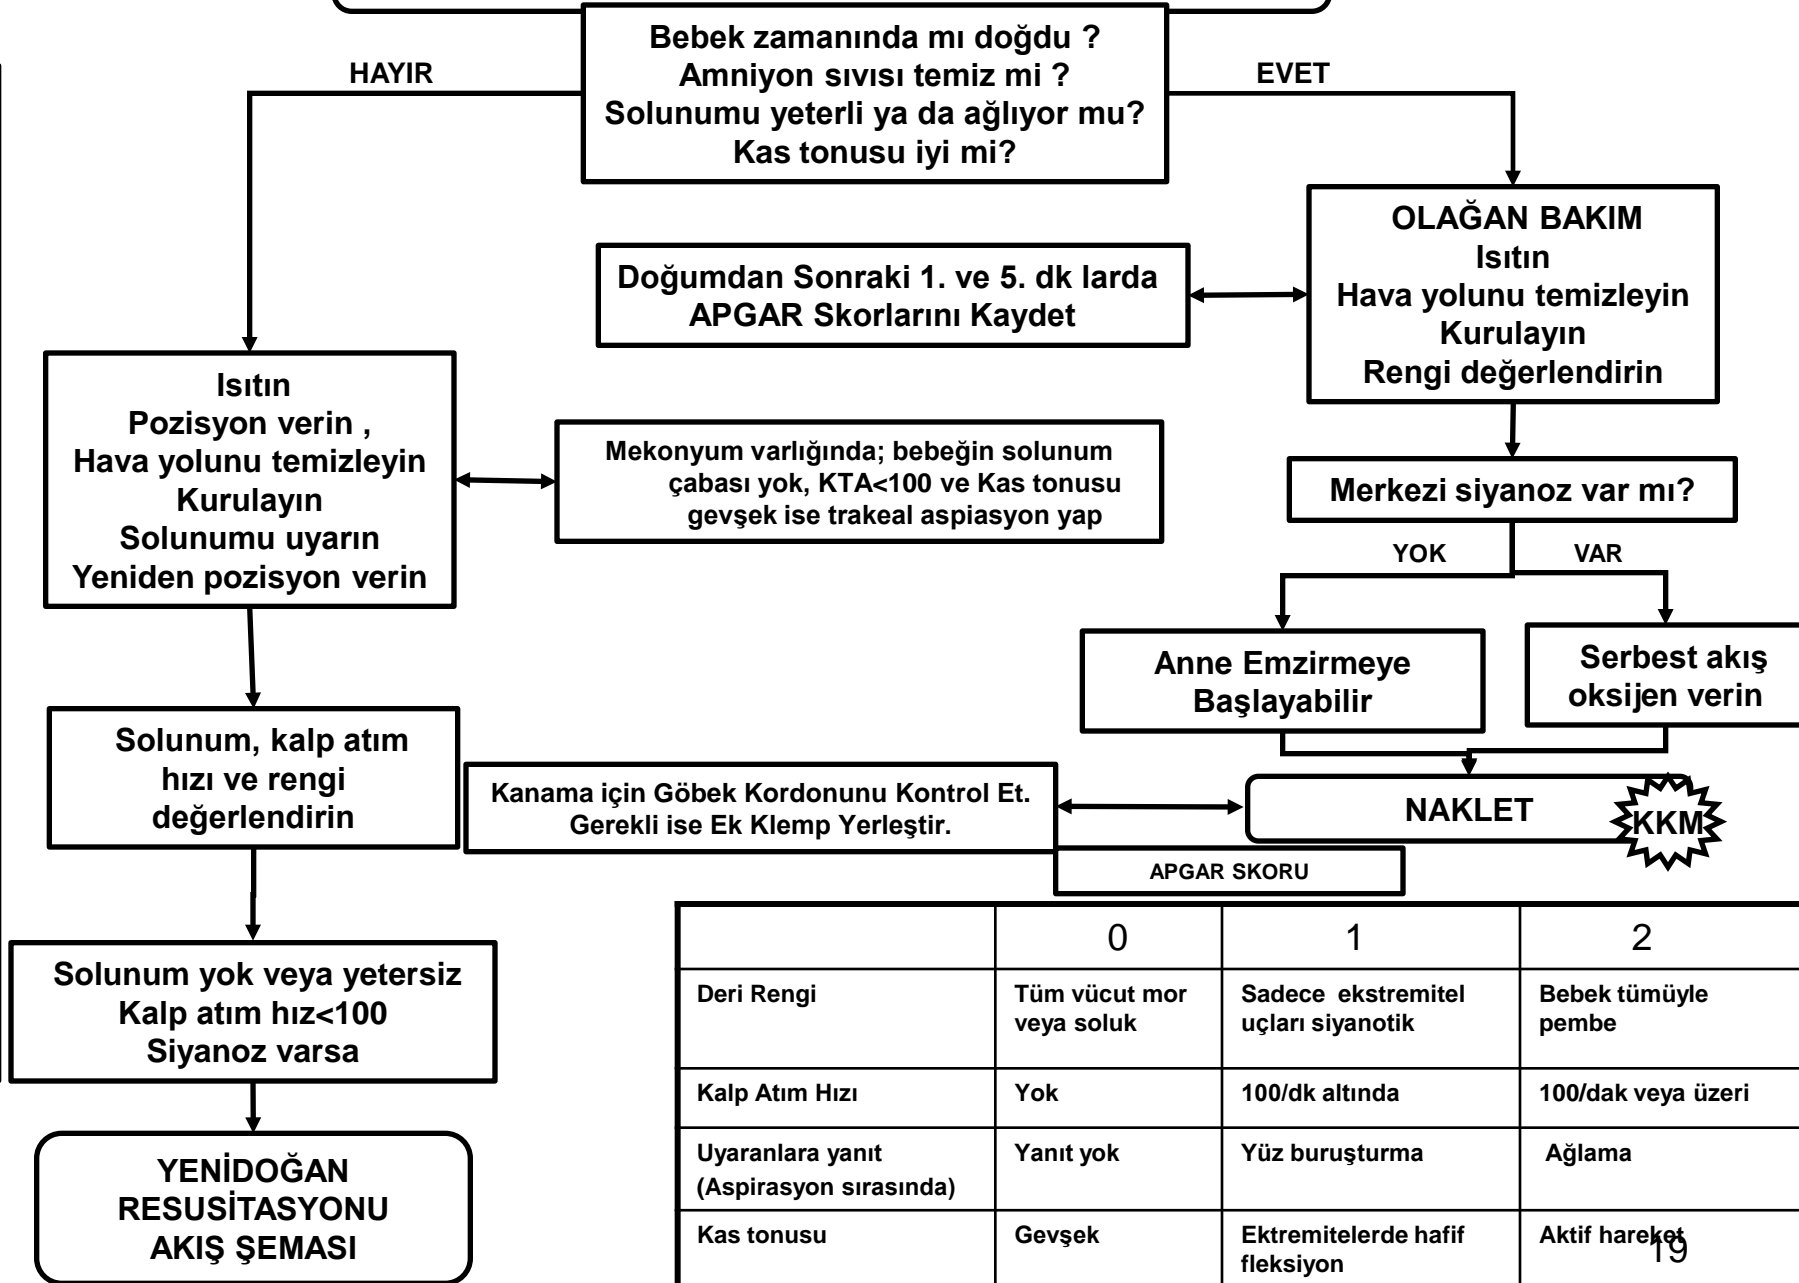 Bebek zamanında mı doğdu ?
Amniyon sıvısı temiz mi ?
Solunumu yeterli ya da ağlıyor mu?
Kas tonusu iyi mi?
HAYIR
EVET
OLAĞAN BAKIM
Isıtın
Hava yolunu temizleyin
Kurulayın
Rengi değerlendirin
Doğumdan Sonraki 1. ve 5. dk larda
APGAR Skorlarını Kaydet
Isıtın
Pozisyon verin ,
Hava yolunu temizleyin
Kurulayın
Solunumu uyarın
Yeniden pozisyon verin
Mekonyum varlığında; bebeğin solunum
çabası yok, KTA<100 ve Kas tonusu
gevşek ise trakeal aspiasyon yap
Merkezi siyanoz var mı?
YOK
VAR
Anne Emzirmeye
Başlayabilir
Serbest akış
oksijen verin
Solunum, kalp atım
hızı ve rengi
değerlendirin
Kanama için Göbek Kordonunu Kontrol Et.
Gerekli ise Ek Klemp Yerleştir.
NAKLET
KKM
APGAR SKORU
Solunum yok veya yetersiz
Kalp atım hız<100
Siyanoz varsa
YENİDOĞAN
RESUSİTASYONU
AKIŞ ŞEMASI
0 1 2
Deri Rengi
Tüm vücut mor
veya soluk
Sadece ekstremitel
uçları siyanotik
Bebek tümüyle
pembe
Kalp Atım Hızı
Yok
100/dk altında
100/dak veya üzeri
Uyaranlara yanıt
(Aspirasyon sırasında)
Yanıt yok
Yüz buruşturma
Ağlama
Kas tonusu
Gevşek
Ektremitelerde hafif
fleksiyon
Aktif hareket
19